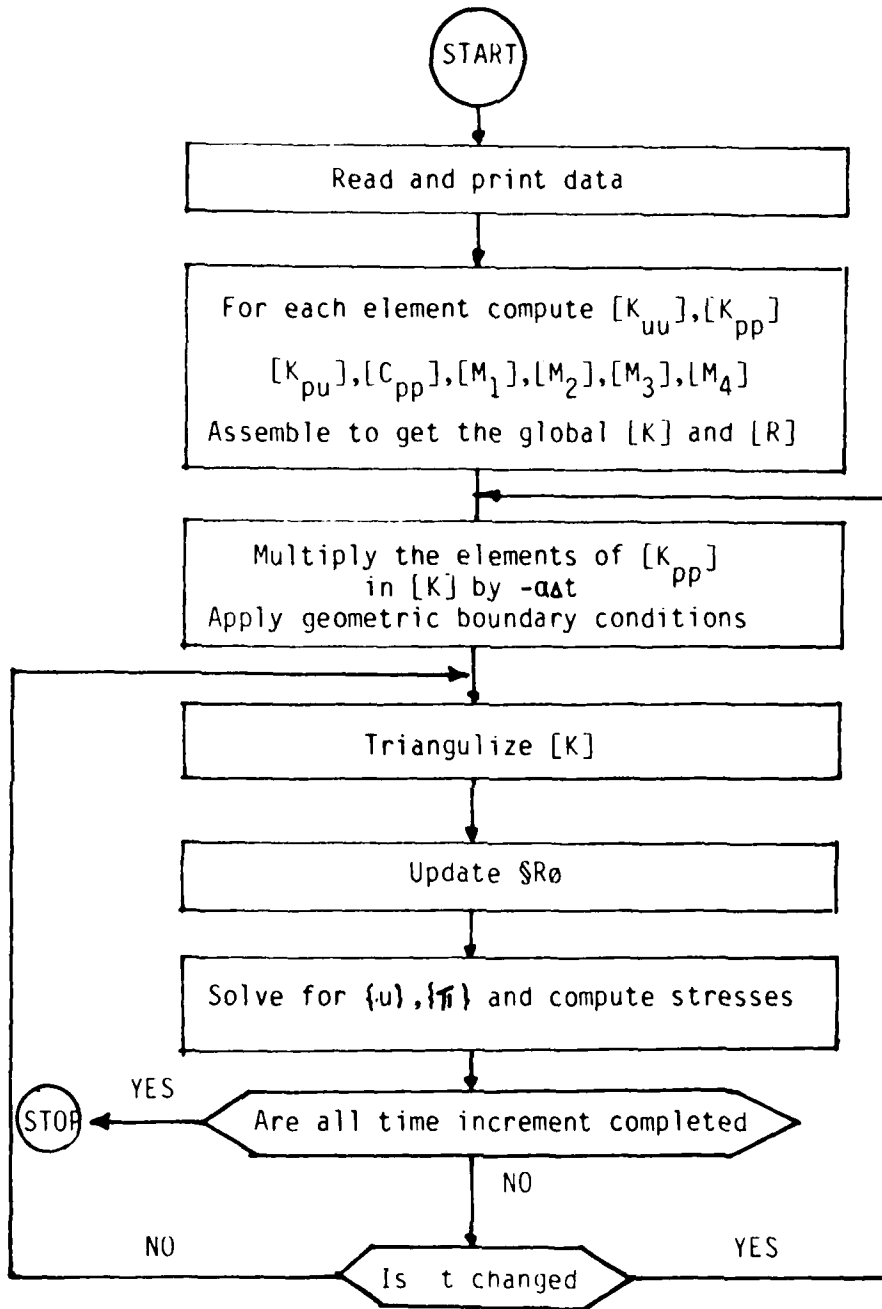 START
Read and print data
For each element compute [K_uu],[K_pp]
[K_pu],[C_pp],[M_1],[M_2],[M_3],[M_4]
Assemble to get the global [K] and [R]
Multiply the elements of [K_pp]
in [K] by -αΔt
Apply geometric boundary conditions
Triangulize [K]
Update §Rø
Solve for {u},{π} and compute stresses
YES
STOP
Are all time increment completed
NO
NO
YES
Is t changed